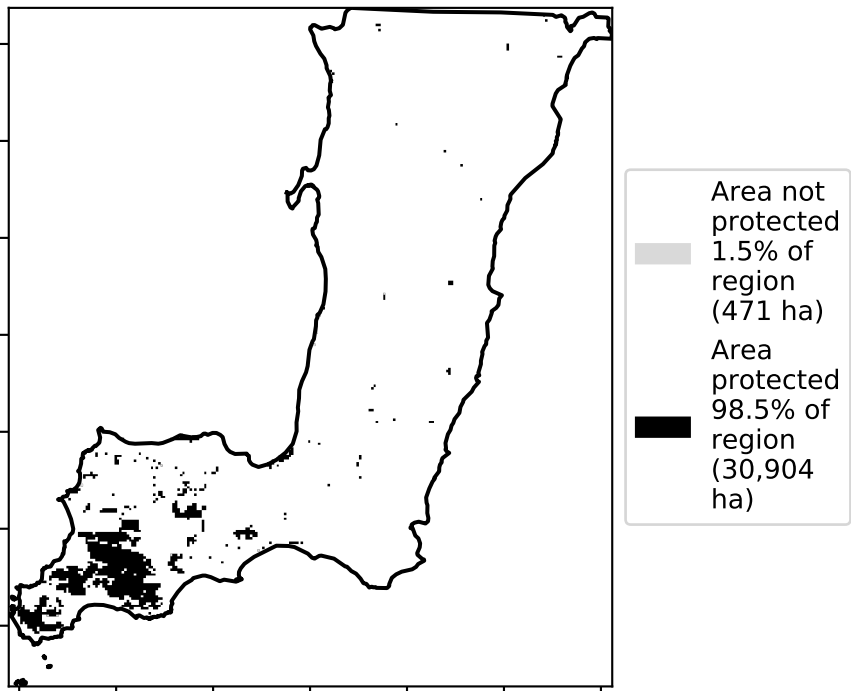 Area not
protected
1.5% of
region
(471 ha)
Area
protected
98.5% of
region
(30,904
ha)